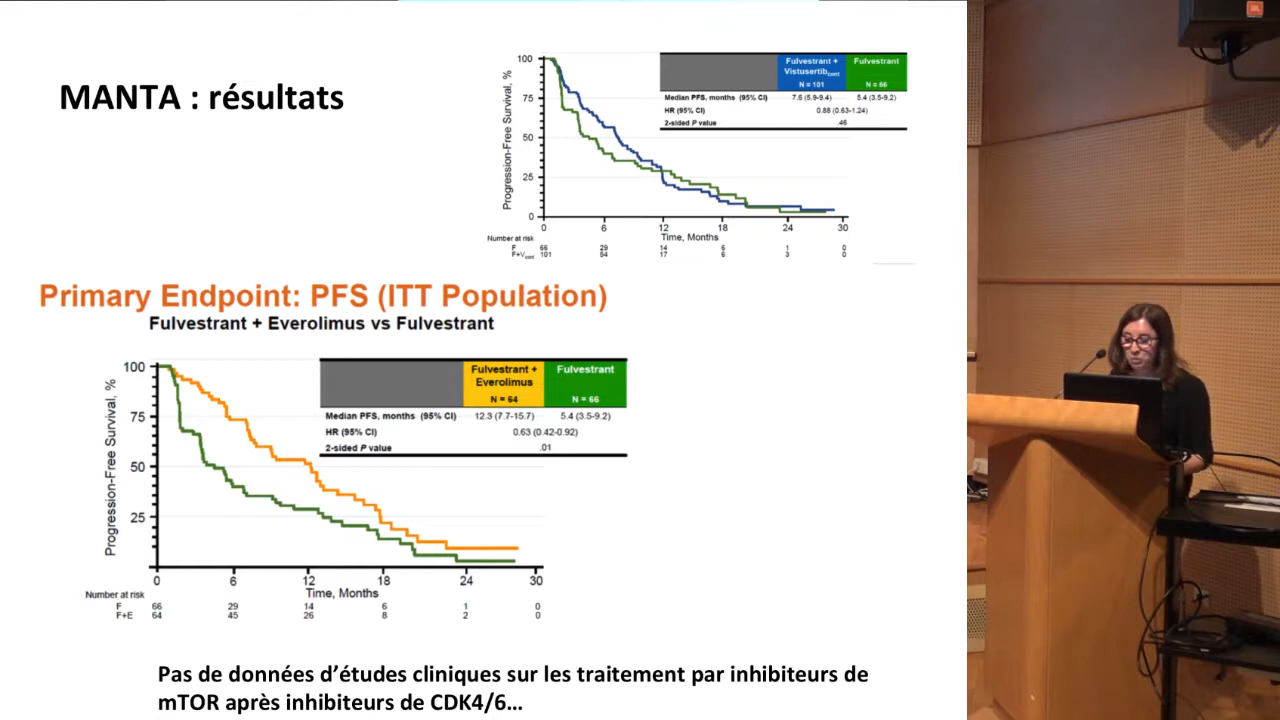 MANTA : résultats
Progression-Free Survival, %
100
75
50
25
0
0 6 12 18 24 30
Time, Months
Fulvestrant +
Vistusertib cont
N = 101
Fulvestrant
N = 66
Median PFS, months (95% CI) 7.6 (5.9-9.4) 5.4 (3.5-9.2)
HR (95% CI) 0.88 (0.63-1.24)
2-sided P value .46
Number at risk
F 66 29 14 6 1 0
F+V cont 101 54 17 6 3 0
Primary Endpoint: PFS (ITT Population)
Fulvestrant + Everolimus vs Fulvestrant
Progression-Free Survival, %
100
75
50
25
0 6 12 18 24 30
Time, Months
Fulvestrant +
Everolimus
N = 64
Fulvestrant
N = 66
Median PFS, months (95% CI) 12.3 (7.7-15.7) 5.4 (3.5-9.2)
HR (95% CI) 0.63 (0.42-0.92)
2-sided P value .01
Number at risk
F 66 29 14 6 1 0
F+E 64 45 26 8 2 0
Pas de données d’études cliniques sur les traitement par inhibiteurs de
mTOR après inhibiteurs de CDK4/6…
JBL